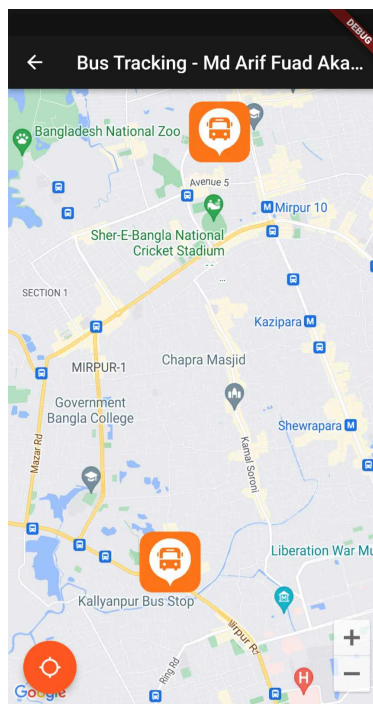 DEBUG
Bus Tracking - Md Arif Fuad Aka...
Bangladesh National Zoo
Avenue 5
M Mirpur 10
Sher-E-Bangla National
Cricket Stadium
SECTION 1
Kazipara M
MIRPUR-1
Chapra Masjid
Government
Bangla College
Shewrapara M
Mazar Rd
Kamal Soroni
Liberation War Mu
Kallyanpur Bus Stop
Mirpur Rd
Ring Rd
H
+
−
Google